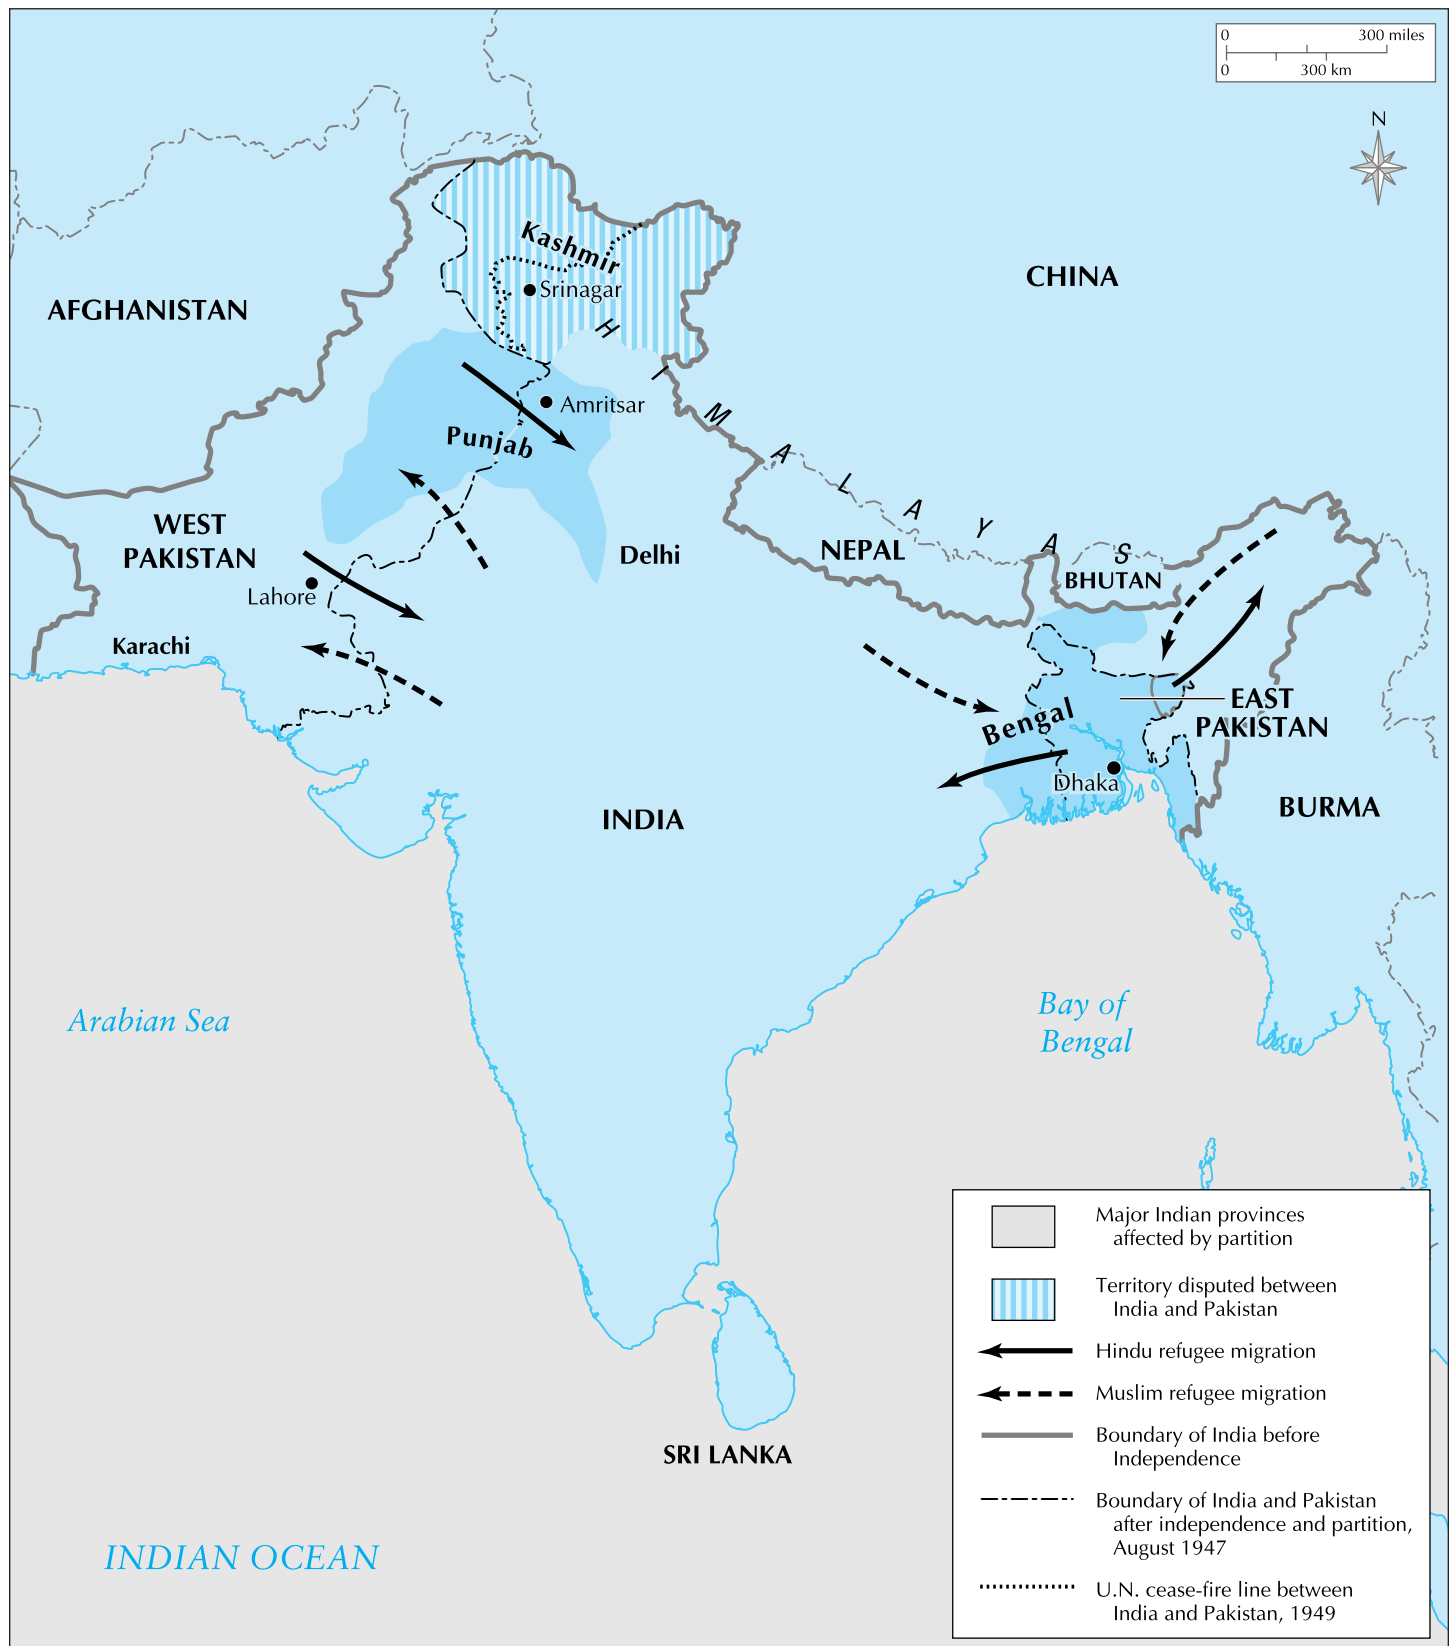 0 300 miles
0 300 km
N
AFGHANISTAN
Kashmir
Srinagar
CHINA
HIMALAYAS
Amritsar
Punjab
WEST
PAKISTAN
Delhi
NEPAL
BHUTAN
Lahore
Karachi
EAST
PAKISTAN
Bengal
Dhaka
INDIA
BURMA
Arabian Sea
Bay of
Bengal
SRI LANKA
INDIAN OCEAN
Major Indian provinces
affected by partition
Territory disputed between
India and Pakistan
Hindu refugee migration
Muslim refugee migration
Boundary of India before
Independence
Boundary of India and Pakistan
after independence and partition,
August 1947
U.N. cease-fire line between
India and Pakistan, 1949